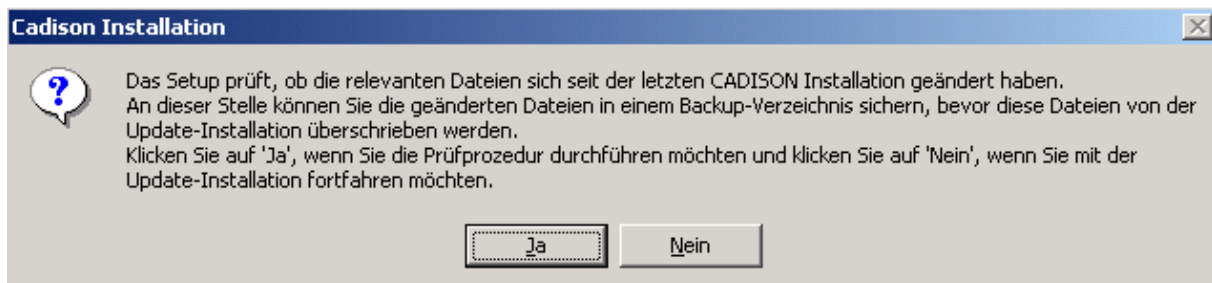 Cadison Installation
?
Das Setup prüft, ob die relevanten Dateien sich seit der letzten CADISON Installation geändert haben.
An dieser Stelle können Sie die geänderten Dateien in einem Backup-Verzeichnis sichern, bevor diese Dateien von der
Update-Installation überschrieben werden.
Klicken Sie auf 'Ja', wenn Sie die Prüfprozedur durchführen möchten und klicken Sie auf 'Nein', wenn Sie mit der
Update-Installation fortfahren möchten.
Ja
Nein